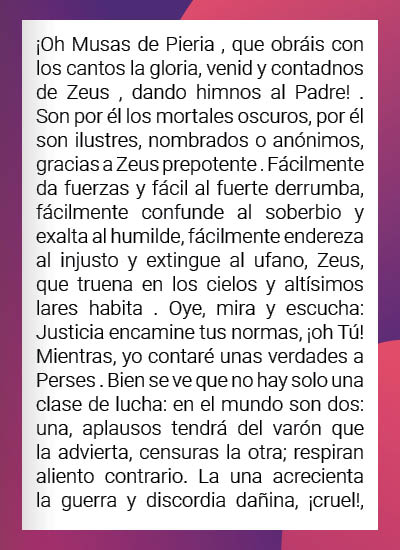 ¡Oh Musas de Pieria , que obráis con
los cantos la gloria, venid y contadnos
de Zeus , dando himnos al Padre! .
Son por él los mortales oscuros, por él
son ilustres, nombrados o anónimos,
gracias a Zeus prepotente . Fácilmente
da fuerzas y fácil al fuerte derrumba,
fácilmente confunde al soberbio y
exalta al humilde, fácilmente endereza
al injusto y extingue al ufano, Zeus,
que truena en los cielos y altísimos
lares habita . Oye, mira y escucha:
Justicia encamine tus normas, ¡oh Tú!
Mientras, yo contaré unas verdades a
Perses . Bien se ve que no hay solo una
clase de lucha: en el mundo son dos:
una, aplausos tendrá del varón que
la advierta, censuras la otra; respiran
aliento contrario. La una acrecienta
la guerra y discordia dañina, ¡cruel!,